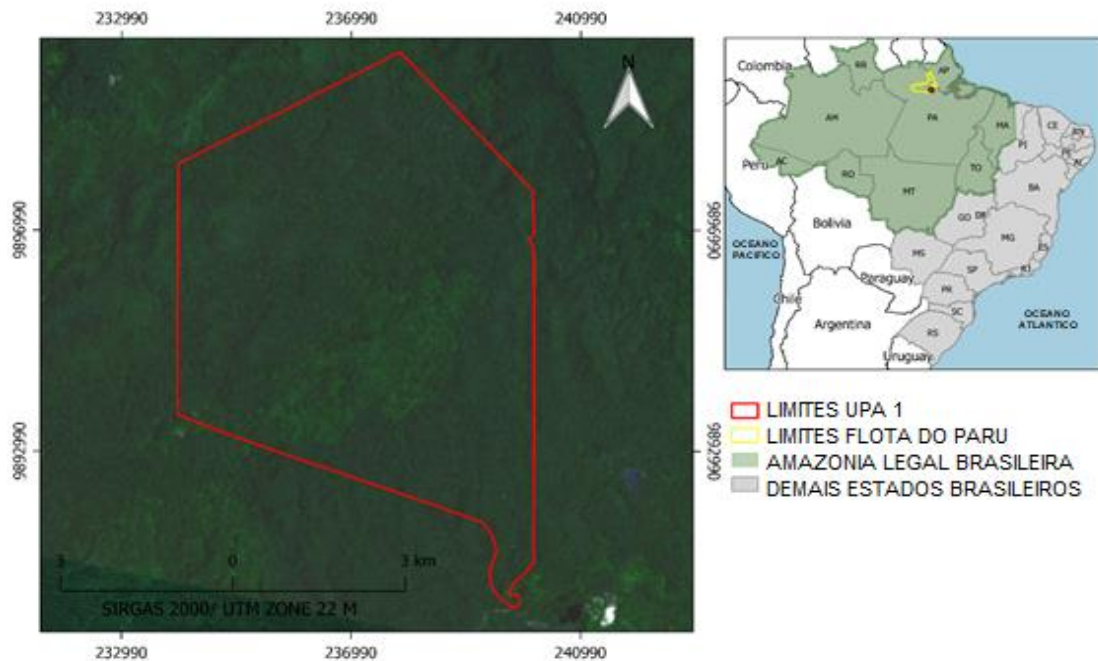 232990 236990 240990
N
9896990 9896990
9892990 9892990
3 0 3 km
SIRGAS 2000/ UTM ZONE 22 M
232990 236990 240990
Colombia
RR AP
AM PA MA CE RN
PI PE
AC RO TO AL
Peru MT BA
Bolivia GO DF
MG ES
OCEANO
PACÍFICO
MS SP RJ
Paraguay PR
Chile SC
OCEANO
ATLANTICO
Argentina RS
Uruguay
LIMITES UPA 1
LIMITES FLOTA DO PARU
AMAZONIA LEGAL BRASILEIRA
DEMAIS ESTADOS BRASILEIROS